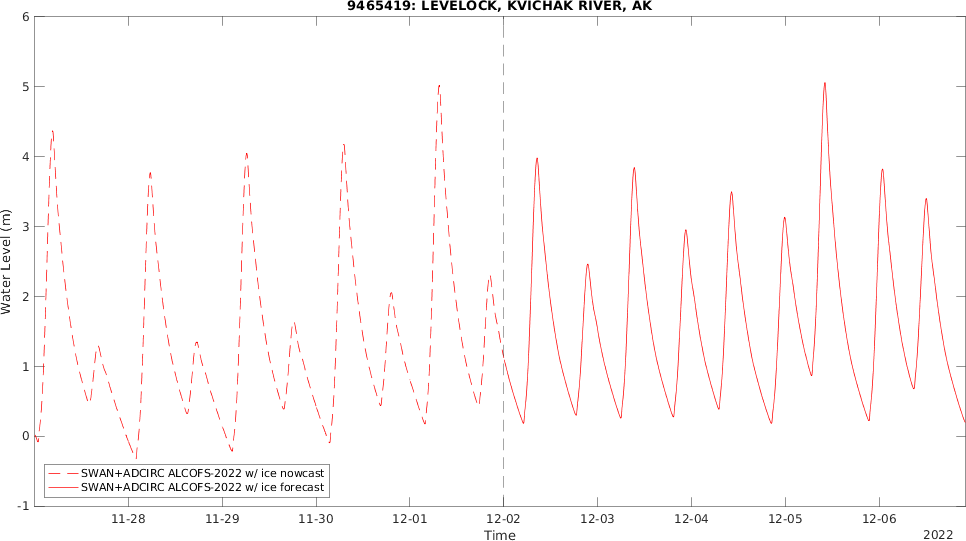 9465419: LEVELOCK, KVICHAK RIVER, AK
6
5
4
3
2
1
0
-1
Water Level (m)
SWAN+ADCIRC ALCOFS-2022 w/ ice nowcast
SWAN+ADCIRC ALCOFS-2022 w/ ice forecast
11-28 11-29 11-30 12-01 12-02 12-03 12-04 12-05 12-06
Time
2022